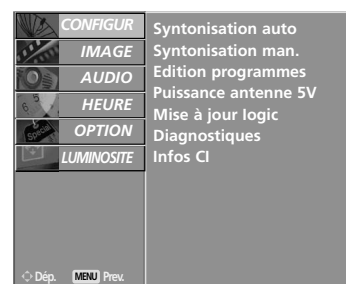 CONFIGUR
IMAGE
AUDIO
HEURE
OPTION
LUMINOSITE
Syntonisation auto
Syntonisation man.
Edition programmes
Puissance antenne 5V
Mise à jour logic
Diagnostiques
Infos CI
Dép. MENU Prev.